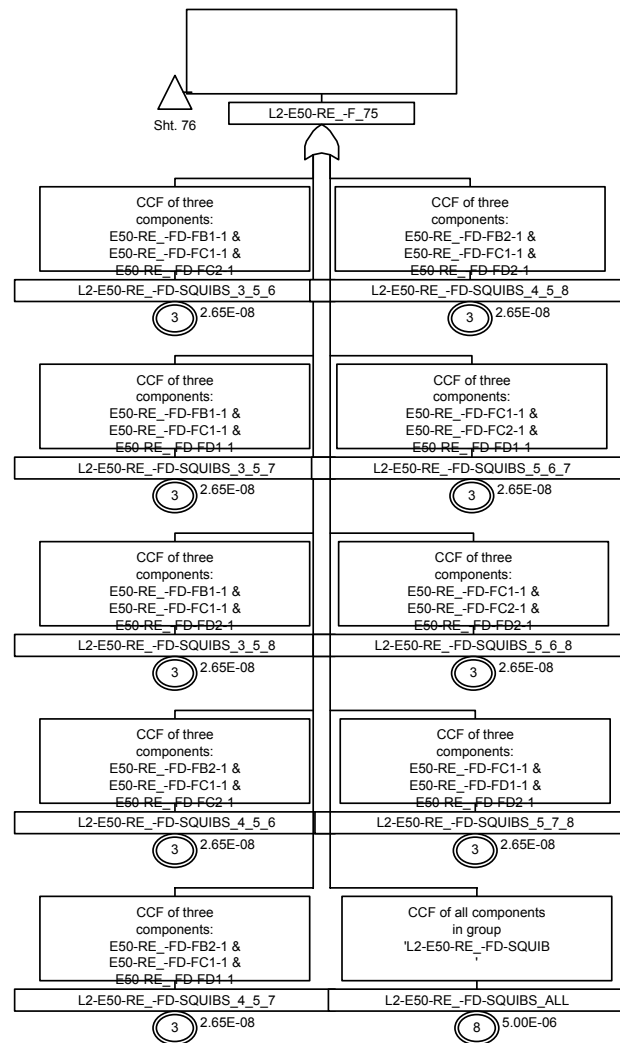 Sht. 76
L2-E50-RE_-F_75
CCF of three
components:
E50-RE_-FD-FB1-1 &
E50-RE_-FD-FC1-1 &
E50-RE_-FD-FC2-1
L2-E50-RE_-FD-SQUIBS_3_5_6
3
2.65E-08
CCF of three
components:
E50-RE_-FD-FB2-1 &
E50-RE_-FD-FC1-1 &
E50-RE_-FD-FD2-1
L2-E50-RE_-FD-SQUIBS_4_5_8
3
2.65E-08
CCF of three
components:
E50-RE_-FD-FB1-1 &
E50-RE_-FD-FC1-1 &
E50-RE_-FD-FD1-1
L2-E50-RE_-FD-SQUIBS_3_5_7
3
2.65E-08
CCF of three
components:
E50-RE_-FD-FC1-1 &
E50-RE_-FD-FC2-1 &
E50-RE_-FD-FD1-1
L2-E50-RE_-FD-SQUIBS_5_6_7
3
2.65E-08
CCF of three
components:
E50-RE_-FD-FB1-1 &
E50-RE_-FD-FC1-1 &
E50-RE_-FD-FD2-1
L2-E50-RE_-FD-SQUIBS_3_5_8
3
2.65E-08
CCF of three
components:
E50-RE_-FD-FC1-1 &
E50-RE_-FD-FC2-1 &
E50-RE_-FD-FD2-1
L2-E50-RE_-FD-SQUIBS_5_6_8
3
2.65E-08
CCF of three
components:
E50-RE_-FD-FB2-1 &
E50-RE_-FD-FC1-1 &
E50-RE_-FD-FC2-1
L2-E50-RE_-FD-SQUIBS_4_5_6
3
2.65E-08
CCF of three
components:
E50-RE_-FD-FC1-1 &
E50-RE_-FD-FD1-1 &
E50-RE_-FD-FD2-1
L2-E50-RE_-FD-SQUIBS_5_7_8
3
2.65E-08
CCF of three
components:
E50-RE_-FD-FB2-1 &
E50-RE_-FD-FC1-1 &
E50-RE_-FD-FD1-1
L2-E50-RE_-FD-SQUIBS_4_5_7
3
2.65E-08
CCF of all components
in group
'L2-E50-RE_-FD-SQUIB
'
L2-E50-RE_-FD-SQUIBS_ALL
8
5.00E-06